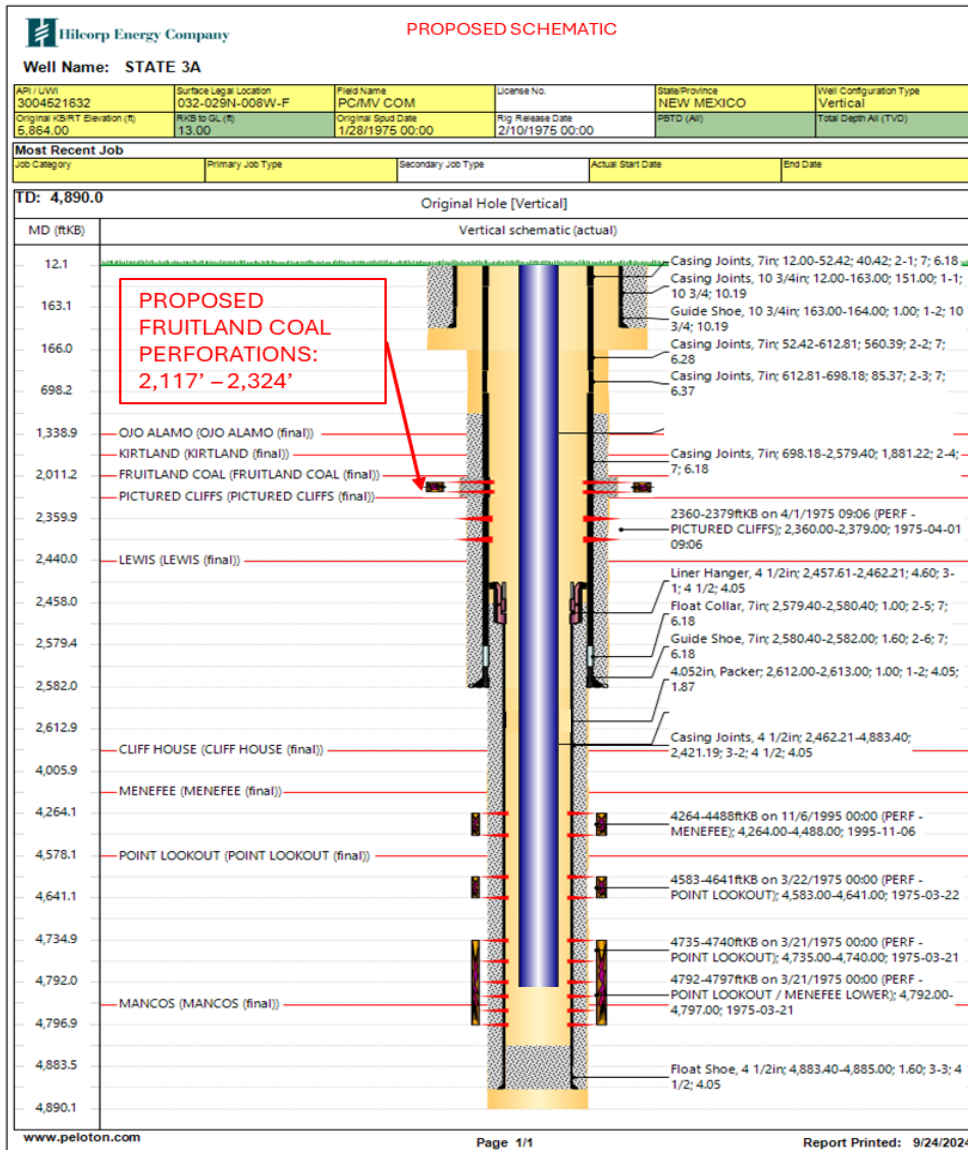 Hilcorp Energy Company
PROPOSED SCHEMATIC
Well Name: STATE 3A
API / UWI
3004521632
Surface Legal Location
032-029N-008W-F
Field Name
PC/MV COM
License No.
State/Province
NEW MEXICO
Well Configuration Type
Vertical
Original KB/RT Elevation (ft)
5,864.00
RKB to GL (ft)
13.00
Original Spud Date
1/28/1975 00:00
Rig Release Date
2/10/1975 00:00
PBTD (All)
Total Depth All (TVD)
Most Recent Job
Job Category
Primary Job Type
Secondary Job Type
Actual Start Date
End Date
TD: 4,890.0
Original Hole [Vertical]
MD (ftKB)
Vertical schematic (actual)
12.1
163.1
166.0
698.2
1,338.9
2,011.2
2,359.9
2,440.0
2,458.0
2,579.4
2,582.0
2,612.9
4,005.9
4,264.1
4,578.1
4,641.1
4,734.9
4,792.0
4,796.9
4,883.5
4,890.1
PROPOSED
FRUITLAND COAL
PERFORATIONS:
2,117' – 2,324'
OJO ALAMO (OJO ALAMO (final))
KIRTLAND (KIRTLAND (final))
FRUITLAND COAL (FRUITLAND COAL (final))
PICTURED CLIFFS (PICTURED CLIFFS (final))
LEWIS (LEWIS (final))
CLIFF HOUSE (CLIFF HOUSE (final))
MENEFEE (MENEFEE (final))
POINT LOOKOUT (POINT LOOKOUT (final))
MANCOS (MANCOS (final))
Casing Joints, 7in; 12.00-52.42; 40.42; 2-1; 7; 6.18
Casing Joints, 10 3/4in; 12.00-163.00; 151.00; 1-1;
10 3/4; 10.19
Guide Shoe, 10 3/4in; 163.00-164.00; 1.00; 1-2; 10
3/4; 10.19
Casing Joints, 7in; 52.42-612.81; 560.39; 2-2; 7;
6.28
Casing Joints, 7in; 612.81-698.18; 85.37; 2-3; 7;
6.37
Casing Joints, 7in; 698.18-2,579.40; 1,881.22; 2-4;
7; 6.18
2360-2379ftKB on 4/1/1975 09:06 (PERF -
PICTURED CLIFFS); 2,360.00-2,379.00; 1975-04-01
09:06
Liner Hanger, 4 1/2in; 2,457.61-2,462.21; 4.60; 3-
1; 4 1/2; 4.05
Float Collar, 7in; 2,579.40-2,580.40; 1.00; 2-5; 7;
6.18
Guide Shoe, 7in; 2,580.40-2,582.00; 1.60; 2-6; 7;
6.18
4.052in, Packer; 2,612.00-2,613.00; 1.00; 1-2; 4.05;
1.87
Casing Joints, 4 1/2in; 2,462.21-4,883.40;
2,421.19; 3-2; 4 1/2; 4.05
4264-4488ftKB on 11/6/1995 00:00 (PERF -
MENEFEE); 4,264.00-4,488.00; 1995-11-06
4583-4641ftKB on 3/22/1975 00:00 (PERF -
POINT LOOKOUT); 4,583.00-4,641.00; 1975-03-22
4735-4740ftKB on 3/21/1975 00:00 (PERF -
POINT LOOKOUT); 4,735.00-4,740.00; 1975-03-21
4792-4797ftKB on 3/21/1975 00:00 (PERF -
POINT LOOKOUT / MENEFEE LOWER); 4,792.00-
4,797.00; 1975-03-21
Float Shoe, 4 1/2in; 4,883.40-4,885.00; 1.60; 3-3; 4
1/2; 4.05
www.peloton.com
Page 1/1
Report Printed: 9/24/2024